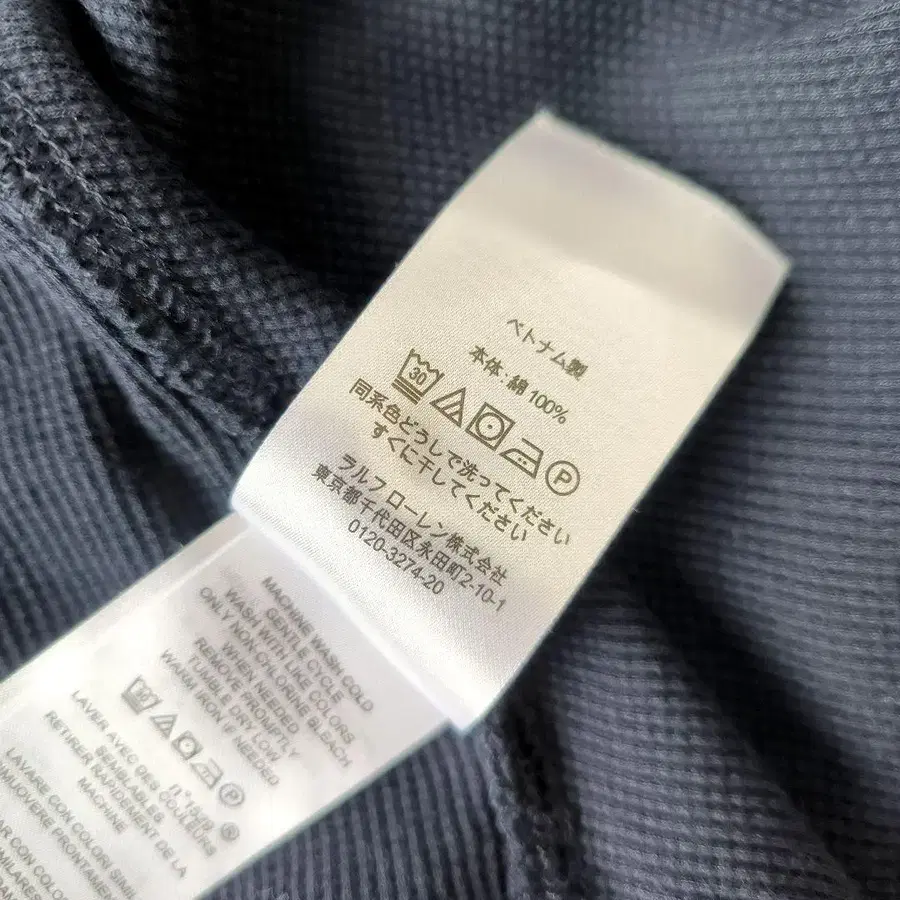 ベトナム製
本体：綿 100%
30
P
同系色どうしで洗ってください
すぐに干してください
ラルフ ローレン株式会社
東京都千代田区永田町2-10-1
0120-3274-20
MACHINE WASH COLD
GENTLE CYCLE
WASH WITH LIKE COLORS
ONLY NON-CHLORINE BLEACH
WHEN NEEDED
REMOVE PROMPTLY
TUMBLE DRY LOW
WARM IRON IF NEEDED
P
LAVER AVEC DES COULEURS
SEMBLABLES
RETIRER RAPIDEMENT DE LA
MACHINE
LAVARE CON COLORI